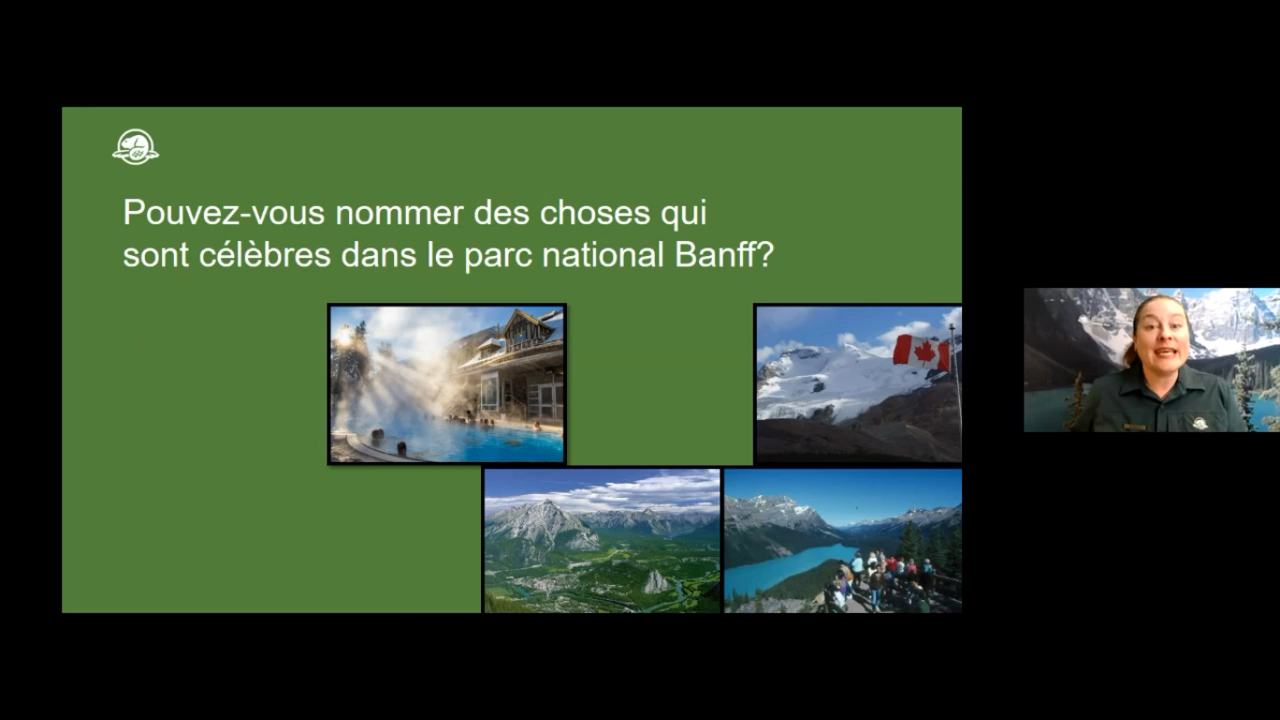 Pouvez-vous nommer des choses qui
sont célèbres dans le parc national Banff?